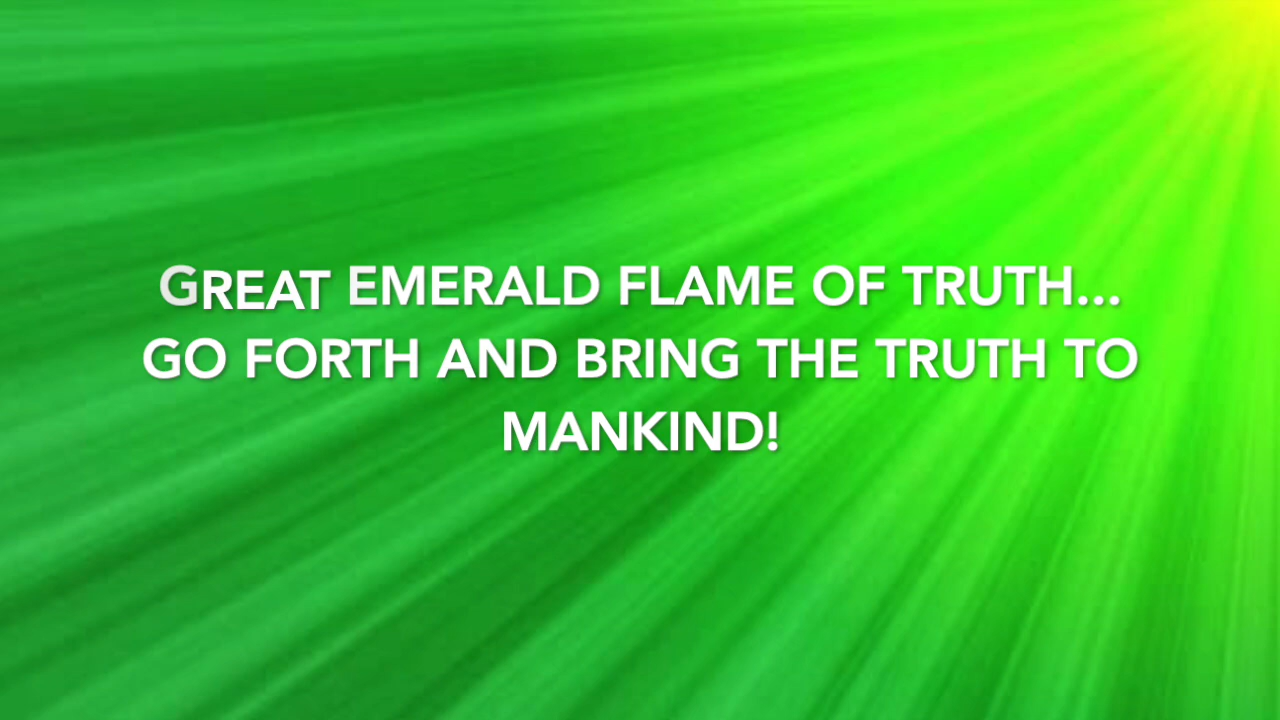 GREAT EMERALD FLAME OF TRUTH...
GO FORTH AND BRING THE TRUTH TO
MANKIND!